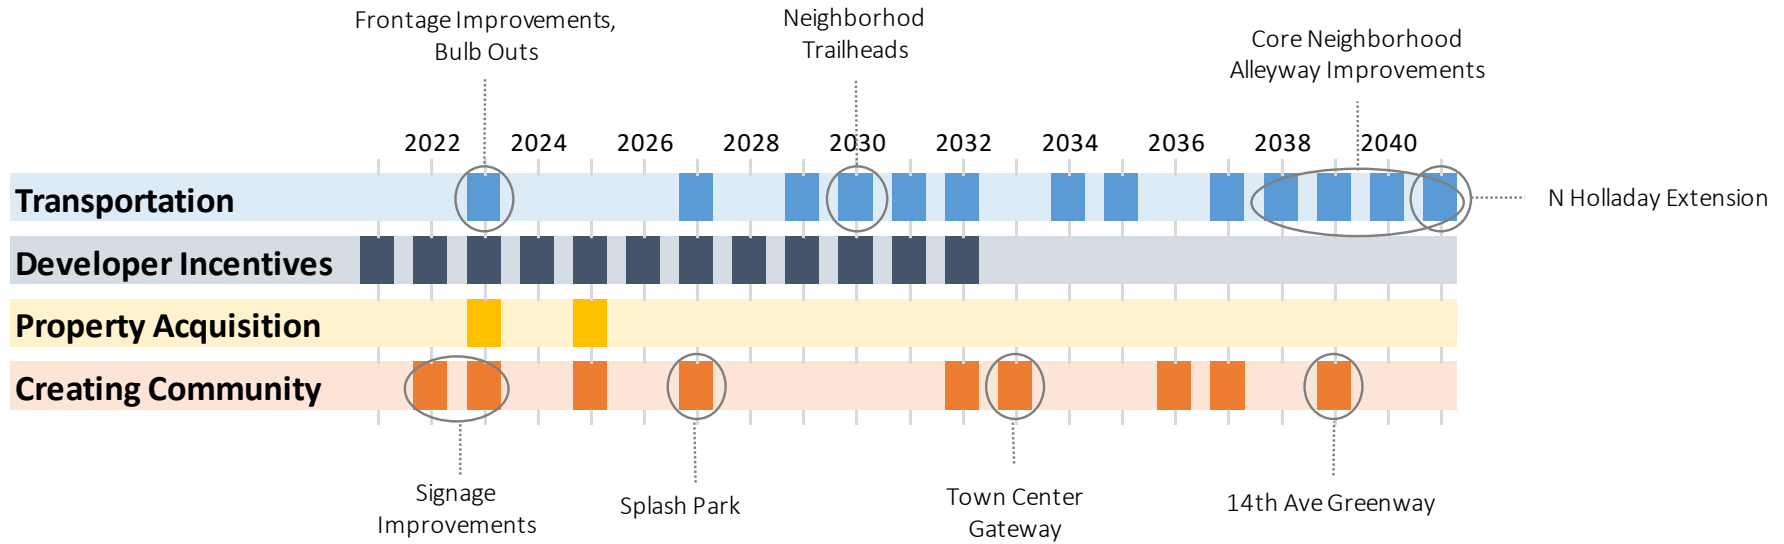 Frontage Improvements,
Bulb Outs
Neighborhod
Trailheads
Core Neighborhood
Alleyway Improvements
2022 2024 2026 2028 2030 2032 2034 2036 2038 2040
Transportation
N Holladay Extension
Developer Incentives
Property Acquisition
Creating Community
Signage
Improvements
Splash Park
Town Center
Gateway
14th Ave Greenway